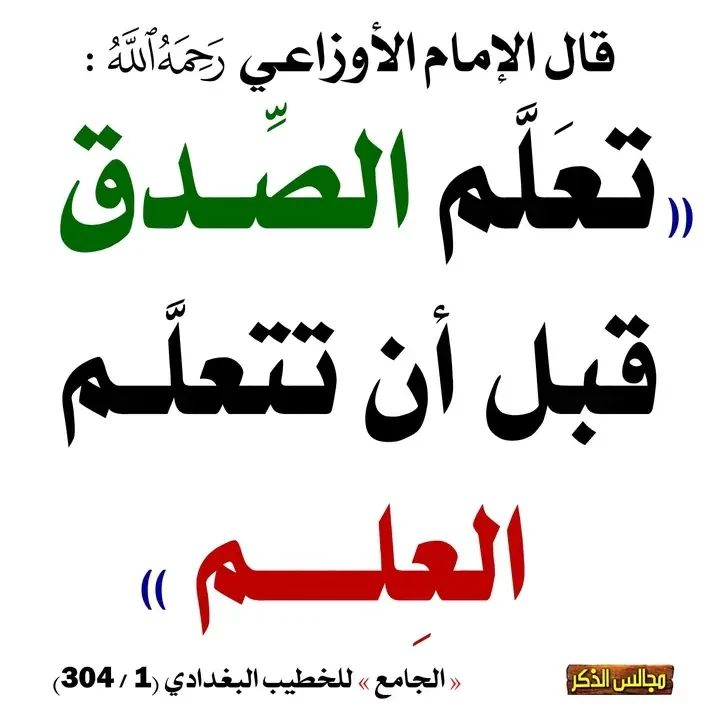 قال الإمام الأوزاعي رَحِمَهُ ٱللَّهُ :
(( تعَلَّم الصِّدق
قبل أن تتعلَّم
العِلم ))
« الجامع » للخطيب البغدادي (1 / 304)
مجالس الذكر